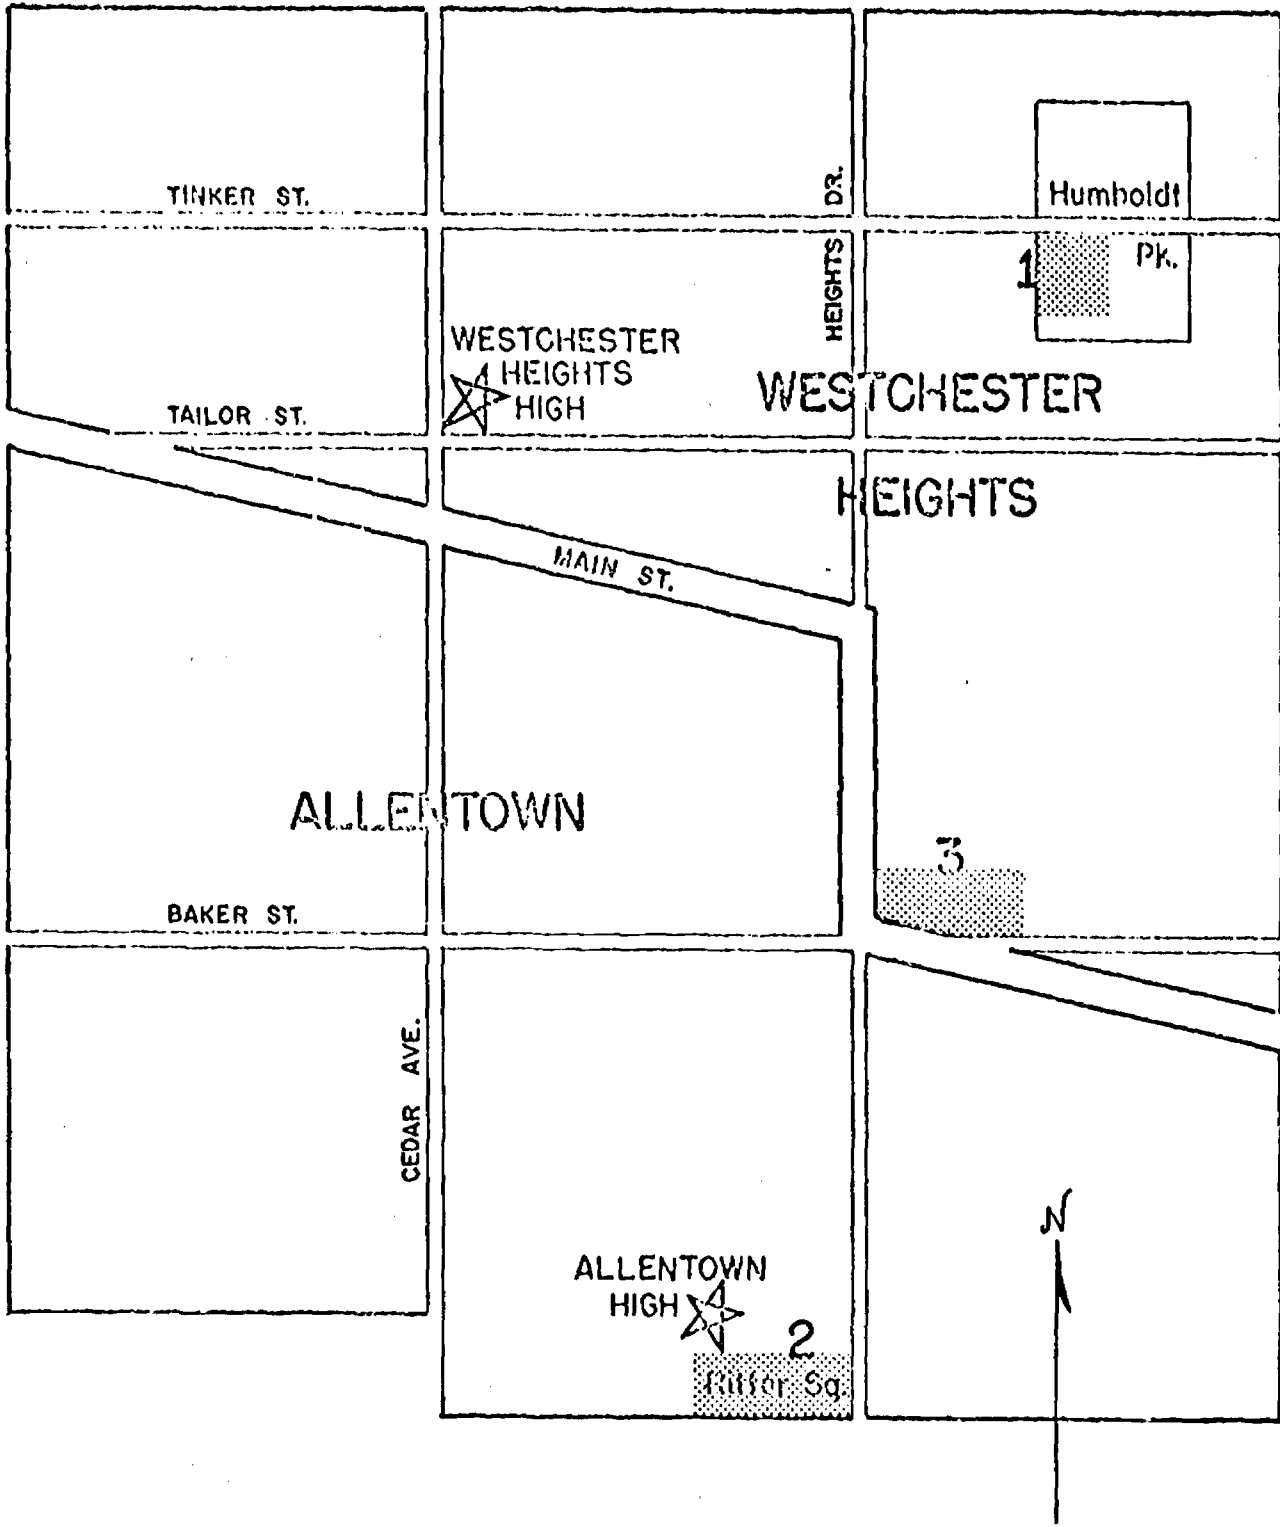 TINKER ST.
HEIGHTS DR.
Humboldt
Pk.
1
WESTCHESTER
HEIGHTS
HIGH
WESTCHESTER
HEIGHTS
TAILOR ST.
MAIN ST.
ALLENTOWN
3
BAKER ST.
CEDAR AVE.
N
ALLENTOWN
HIGH
2
Sq.